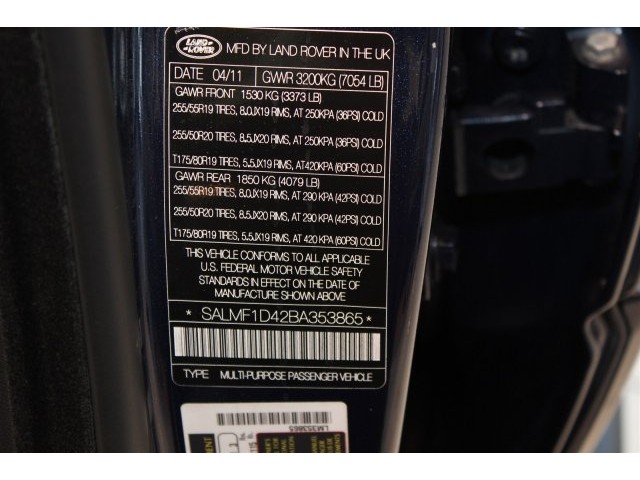 LAND ROVER
MFD BY LAND ROVER IN THE UK
DATE 04/11 GWWR 3200KG (7054 LB)
GAWR FRONT 1530 KG (3373 LB)
255/55R19 TIRES, 8.0JX19 RIMS, AT 250KPA (36PSI) COLD
255/50R20 TIRES, 8.5JX20 RIMS, AT 250KPA (36PSI) COLD
T175/80R19 TIRES, 5.5JX19 RIMS, AT420KPA (60PSI) COLD
GAWR REAR 1850 KG (4079 LB)
255/55R19 TIRES, 8.0JX19 RIMS, AT 290 KPA (42PSI) COLD
255/50R20 TIRES, 8.5JX20 RIMS, AT 290 KPA (42PSI) COLD
T175/80R19 TIRES, 5.5JX19 RIMS, AT 420 KPA (60PSI) COLD
THIS VEHICLE CONFORMS TO ALL APPLICABLE
U.S. FEDERAL MOTOR VEHICLE SAFETY
STANDARDS IN EFFECT ON THE DATE OF
MANUFACTURE SHOWN ABOVE.
* SALMF1D42BA353865 *
TYPE MULTI-PURPOSE PASSENGER VEHICLE
LM353865